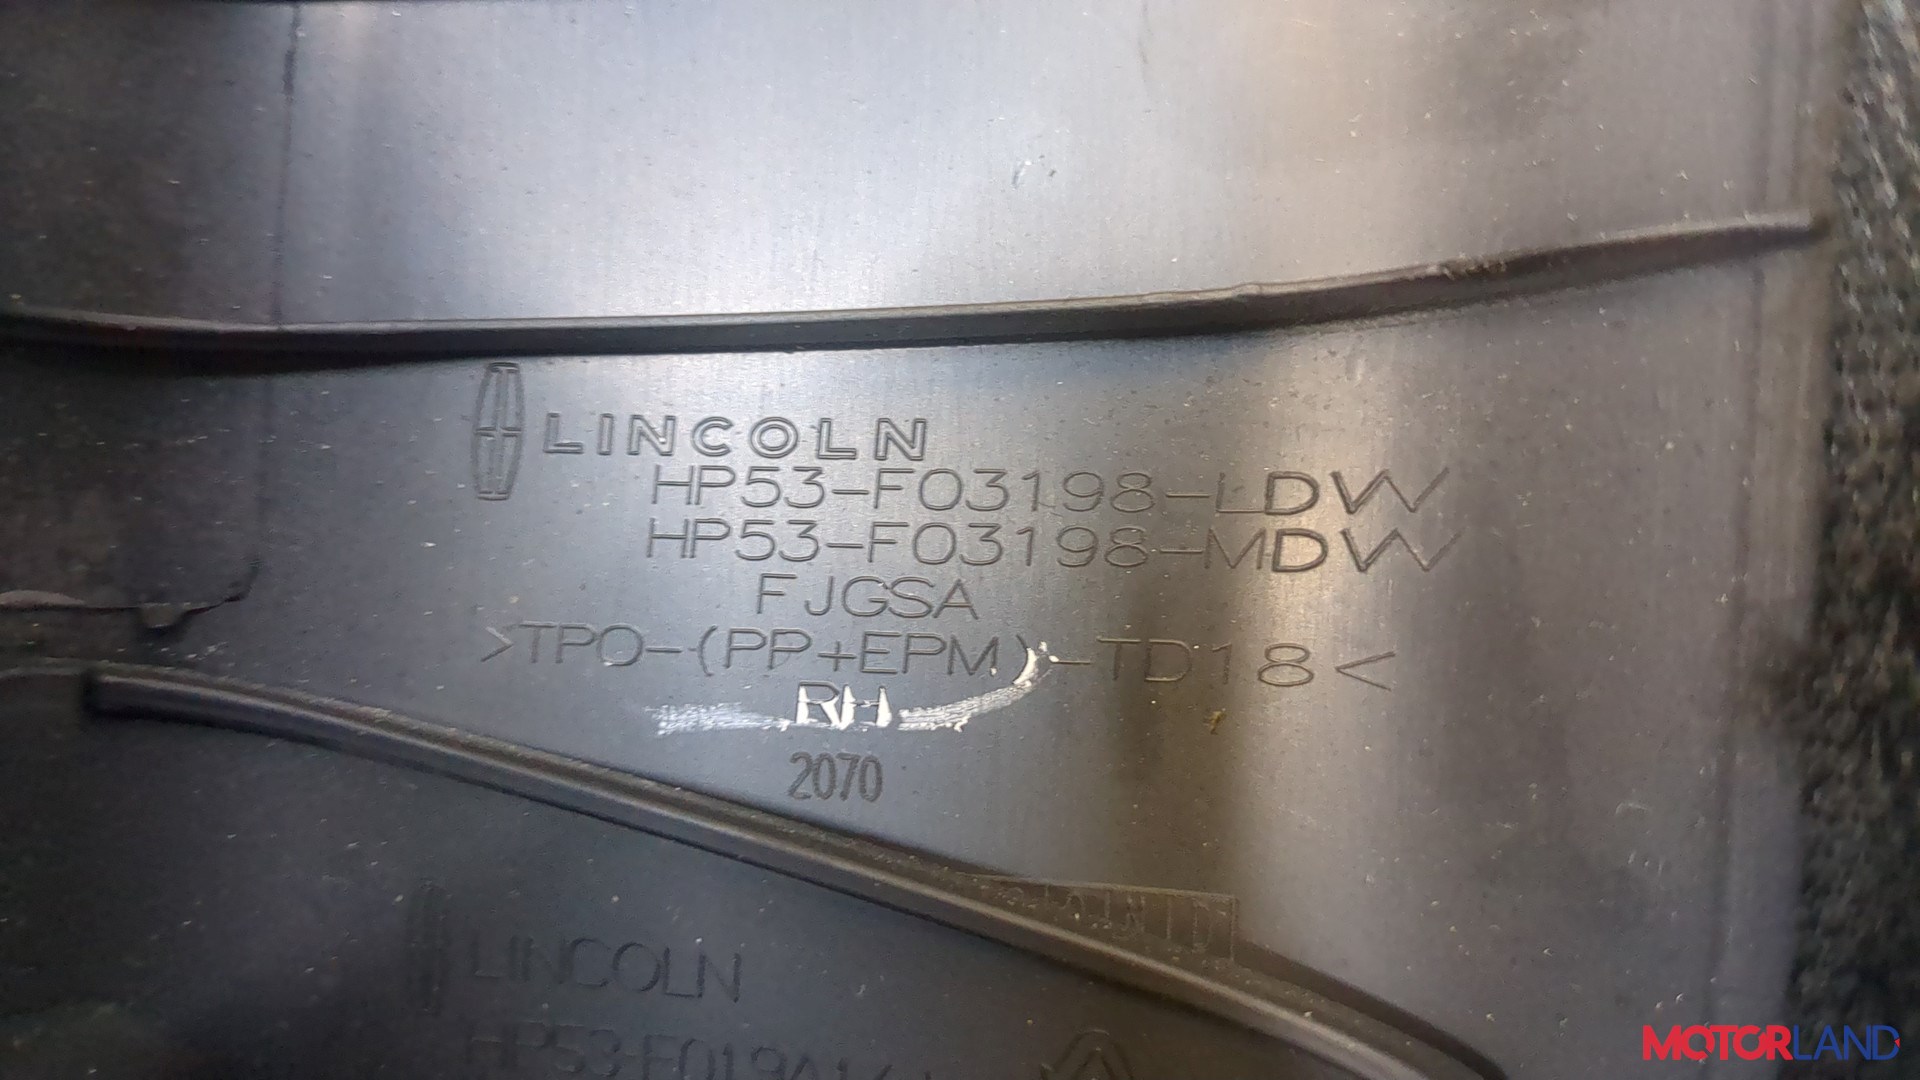 LINCOLN
HP53-F03198-LDW
HP53-F03198-MDW
FJGSA
>TPO-(PP+EPM)-TD18<
RH
2070
LINCOLN
MOTORLAND